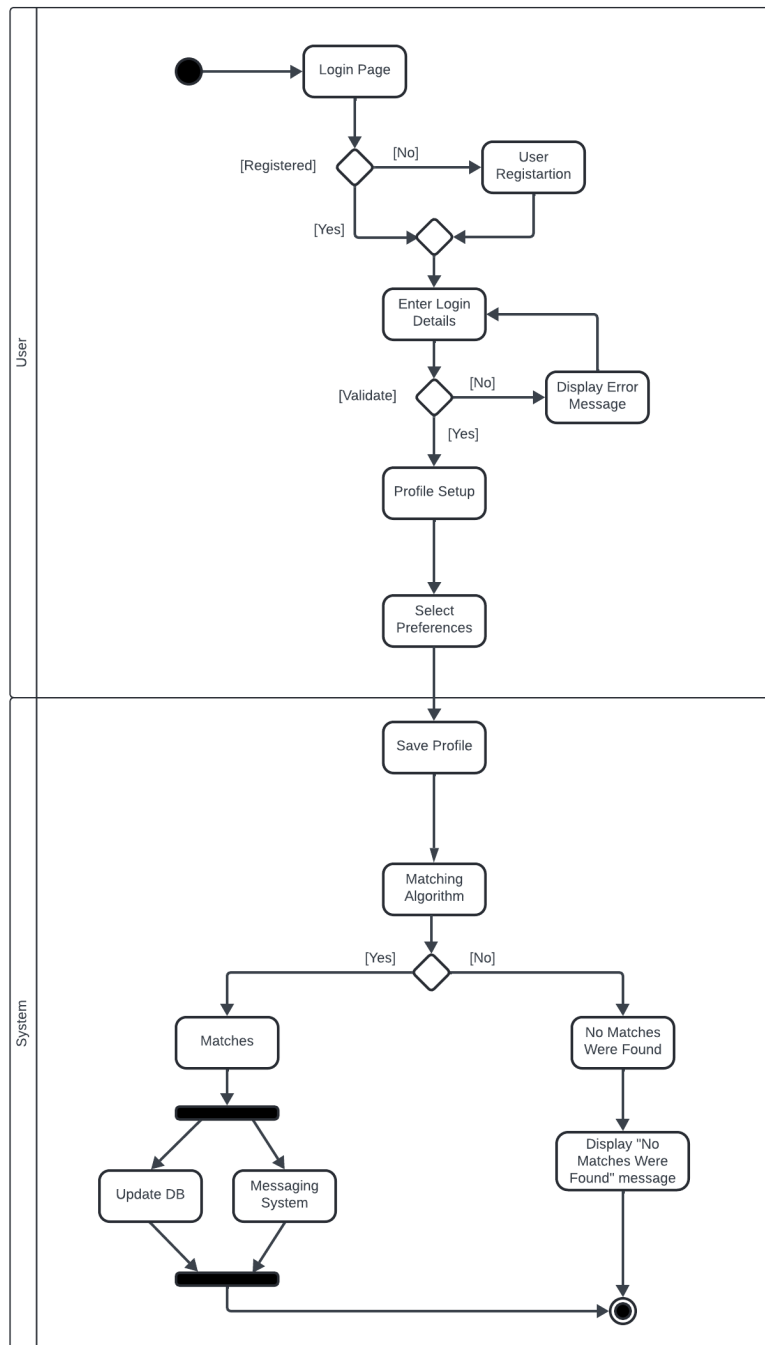 Login Page
[Registered]
[No]
User
Registartion
[Yes]
Enter Login
Details
[Validate]
[No]
Display Error
Message
[Yes]
Profile Setup
Select
Preferences
User
Save Profile
Matching
Algorithm
[Yes]
[No]
Matches
No Matches
Were Found
Display "No
Matches Were
Found" message
Update DB
Messaging
System
System